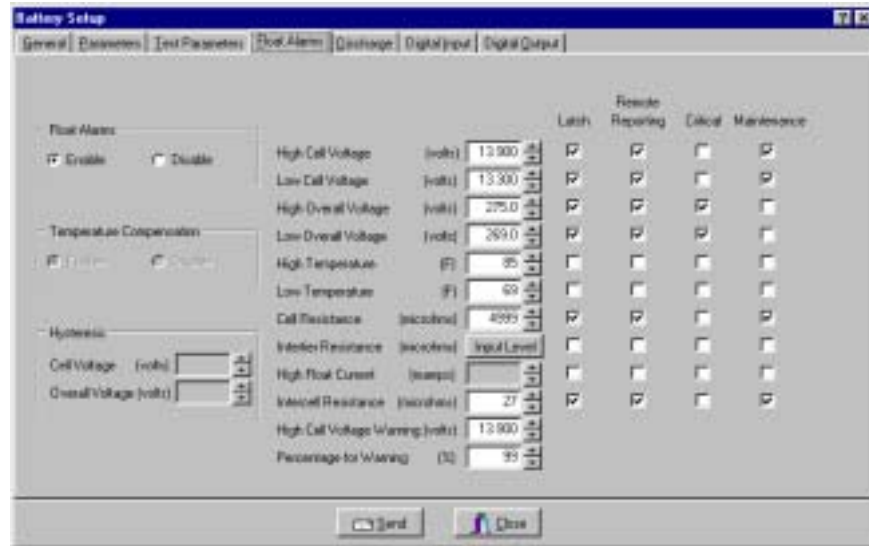 Battery Setup
General Parameters Test Parameters Float Alarms Discharge Digital Input Digital Output
Remote
Latch Reporting Critical Maintenance
Float Alarms
Enable Disable
High Cell Voltage (volts) 13.900
Low Cell Voltage (volts) 13.300
High Overall Voltage (volts) 275.0
Temperature Compensation
Low Overall Voltage (volts) 269.0
High Temperature (F) 85
Low Temperature (F)
Cell Resistance (microhms)
Hysteresis
Intertier Resistance (microhms) Input Level
Cell Voltage (volts)
High Float Current (mamps)
Overall Voltage (volts)
Intercell Resistance (microhms) 27
High Cell Voltage Warning (volts) 13.900
Percentage for Warning (%)
Send Close